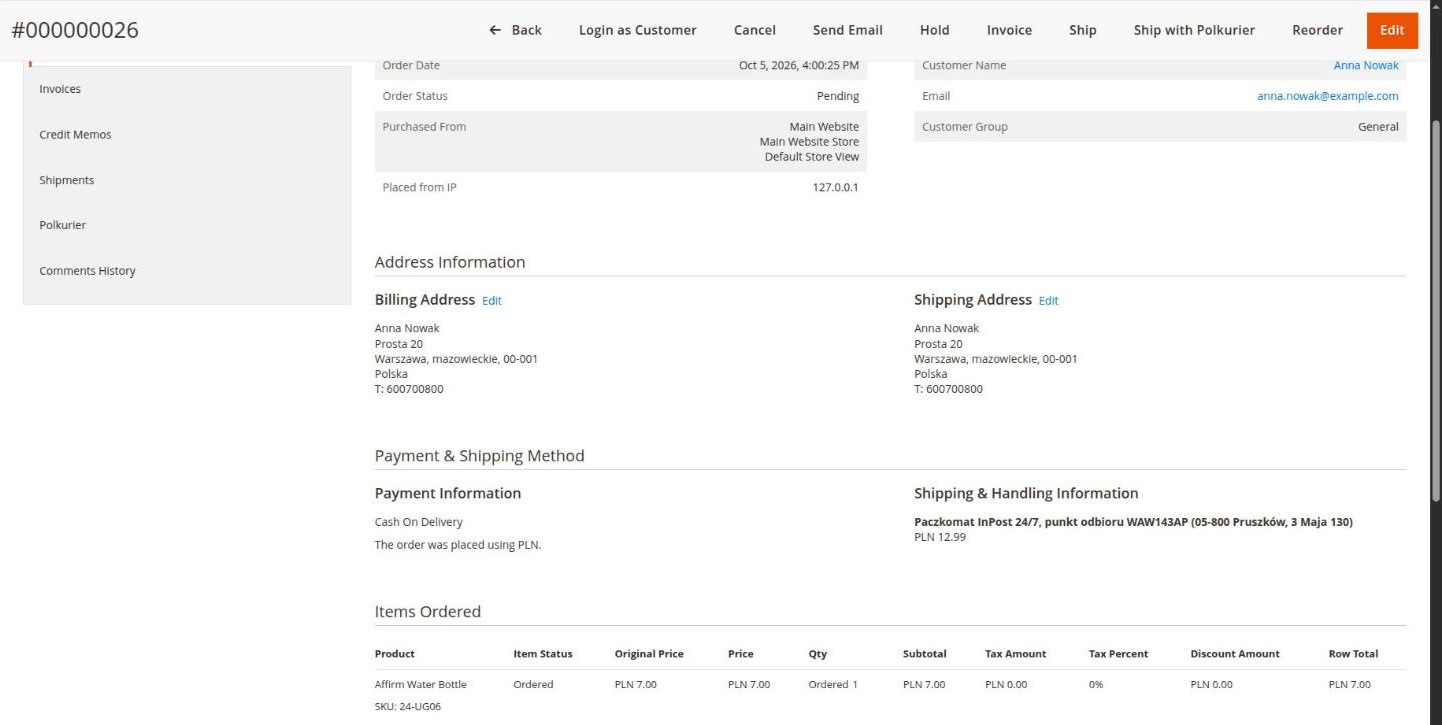 #000000026
Back
Login as Customer
Cancel
Send Email
Hold
Invoice
Ship
Ship with Polkurier
Reorder
Edit
Invoices
Credit Memos
Shipments
Polkurier
Comments History
Order Date Oct 5, 2026, 4:00:25 PM
Order Status Pending
Purchased From Main Website
Main Website Store
Default Store View
Placed from IP 127.0.0.1
Customer Name Anna Nowak
Email anna.nowak@example.com
Customer Group General
Address Information
Billing Address Edit
Anna Nowak
Prosta 20
Warszawa, mazowieckie, 00-001
Polska
T: 600700800
Shipping Address Edit
Anna Nowak
Prosta 20
Warszawa, mazowieckie, 00-001
Polska
T: 600700800
Payment & Shipping Method
Payment Information
Cash On Delivery
The order was placed using PLN.
Shipping & Handling Information
Paczkomat InPost 24/7, punkt odbioru WAW143AP (05-800 Pruszków, 3 Maja 130)
PLN 12.99
Items Ordered
Product Item Status Original Price Price Qty Subtotal Tax Amount Tax Percent Discount Amount Row Total
Affirm Water Bottle Ordered PLN 7.00 PLN 7.00 Ordered 1 PLN 7.00 PLN 0.00 0% PLN 0.00 PLN 7.00
SKU: 24-UG06